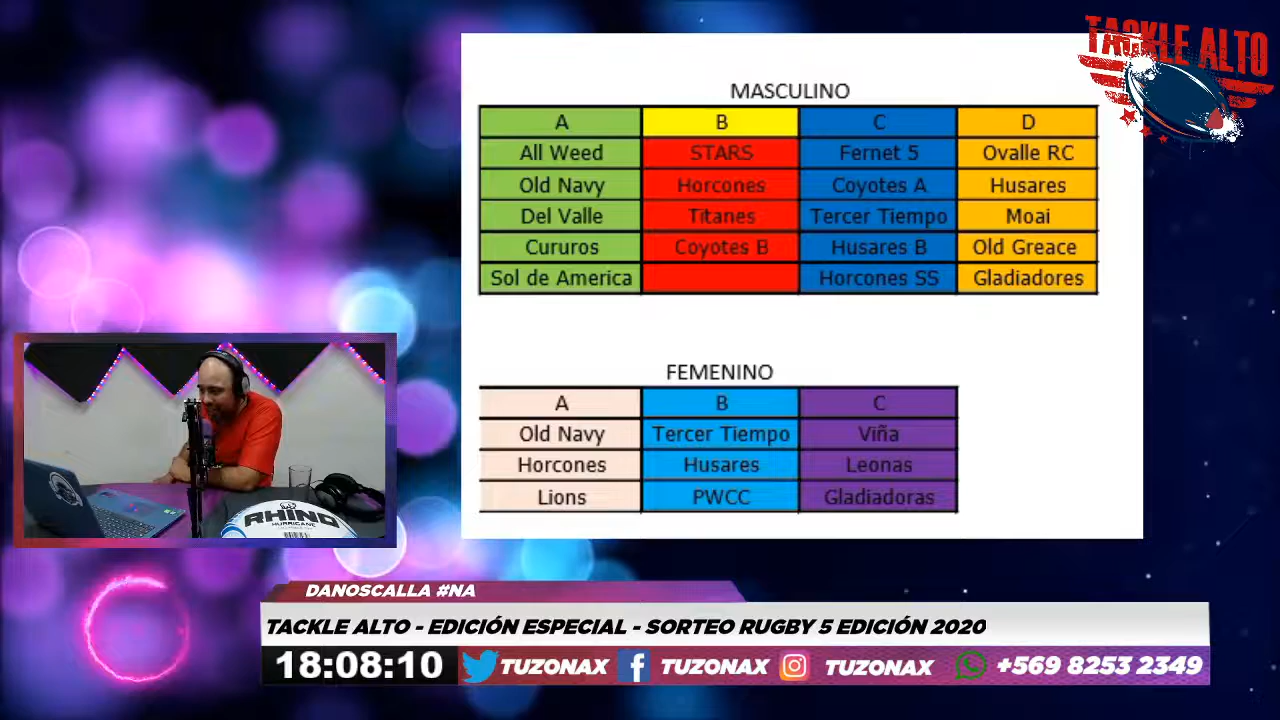 TACKLE ALTO
MASCULINO
A B C D
All Weed STARS Fernet 5 Ovalle RC
Old Navy Horcones Coyotes A Husares
Del Valle Titanes Tercer Tiempo Moai
Cururos Coyotes B Husares B Old Greace
Sol de America Horcones SS Gladiadores
FEMENINO
A B C
Old Navy Tercer Tiempo Viña
Horcones Husares Leonas
Lions PWCC Gladiadoras
RHINO
HURRICANE
DANOSCALLA #NA
TACKLE ALTO - EDICIÓN ESPECIAL - SORTEO RUGBY 5 EDICIÓN 2020
18:08:10 TUZONAX TUZONAX TUZONAX +569 8253 2349